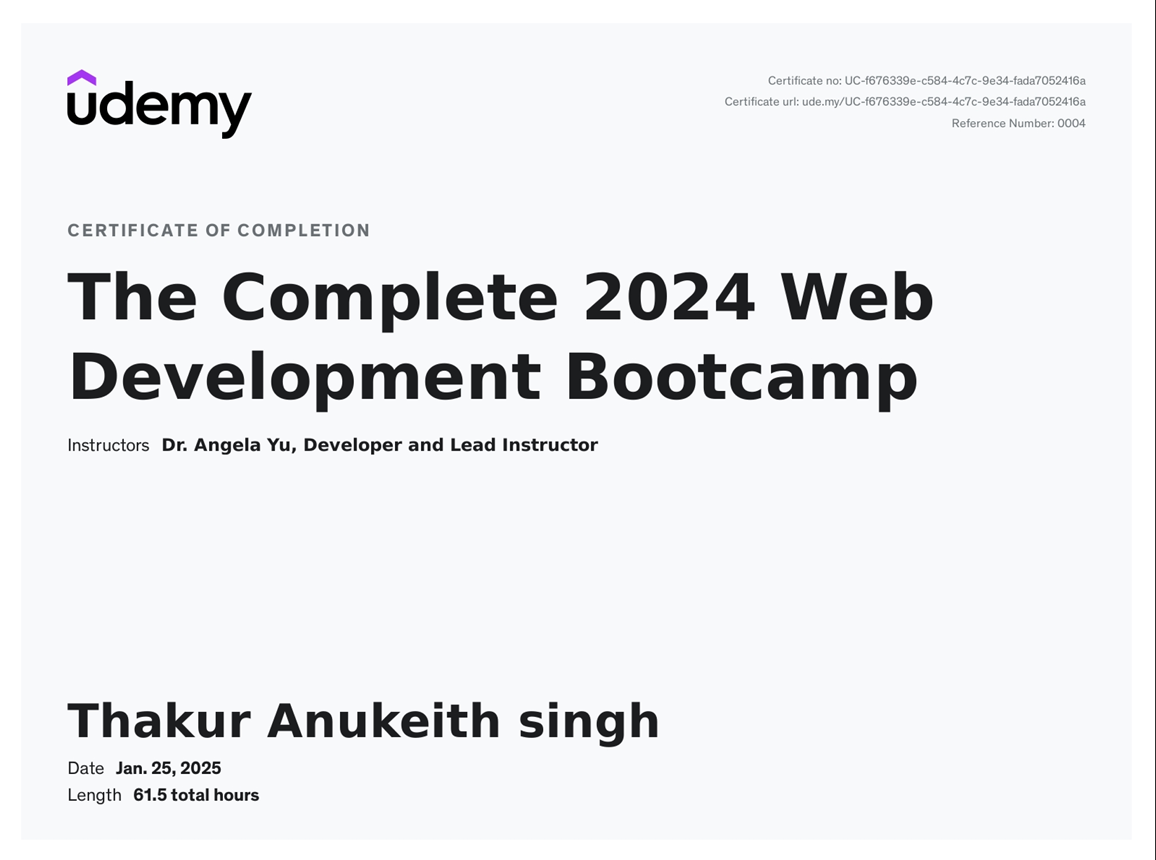 udemy
Certificate no: UC-f676339e-c584-4c7c-9e34-fada7052416a
Certificate url: ude.my/UC-f676339e-c584-4c7c-9e34-fada7052416a
Reference Number: 0004
CERTIFICATE OF COMPLETION
The Complete 2024 Web
Development Bootcamp
Instructors Dr. Angela Yu, Developer and Lead Instructor
Thakur Anukeith singh
Date Jan. 25, 2025
Length 61.5 total hours